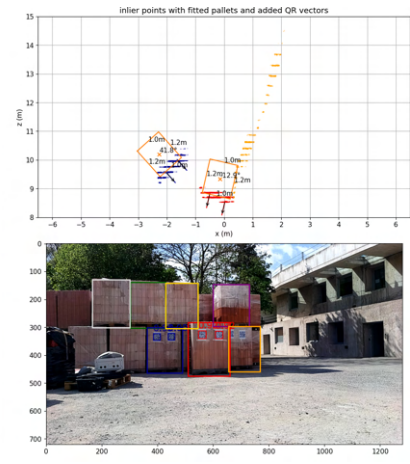 inlier points with fitted pallets and added QR vectors
15
14
13
12
11
10
9
8
z (m)
1.0m
1.2m
41.8°
1.2m
1.0m
1.0m
1.2m
12.9°
1.2m
1.0m
−6 −5 −4 −3 −2 −1 0 1 2 3 4 5 6
x (m)
0
100
200
300
400
500
600
700
0 200 400 600 800 1000 1200